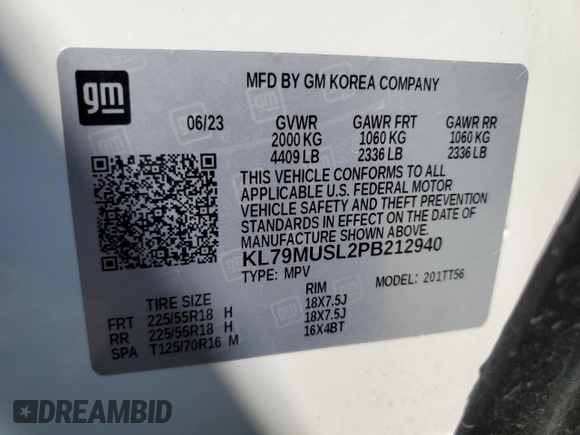 gm
MFD BY GM KOREA COMPANY
06/23 GVWR GAWR FRT GAWR RR
2000 KG 1060 KG 1060 KG
4409 LB 2336 LB 2336 LB
THIS VEHICLE CONFORMS TO ALL
APPLICABLE U.S. FEDERAL MOTOR
VEHICLE SAFETY AND THEFT PREVENTION
STANDARDS IN EFFECT ON THE DATE OF
MANUFACTURE SHOWN ABOVE.
KL79MUSL2PB212940
TYPE: MPV MODEL: 201TT56
TIRE SIZE RIM
FRT 225/55R18 H 18X7.5J
RR 225/55R18 H 18X7.5J
SPA T125/70R16 M 16X4BT
DREAMBID